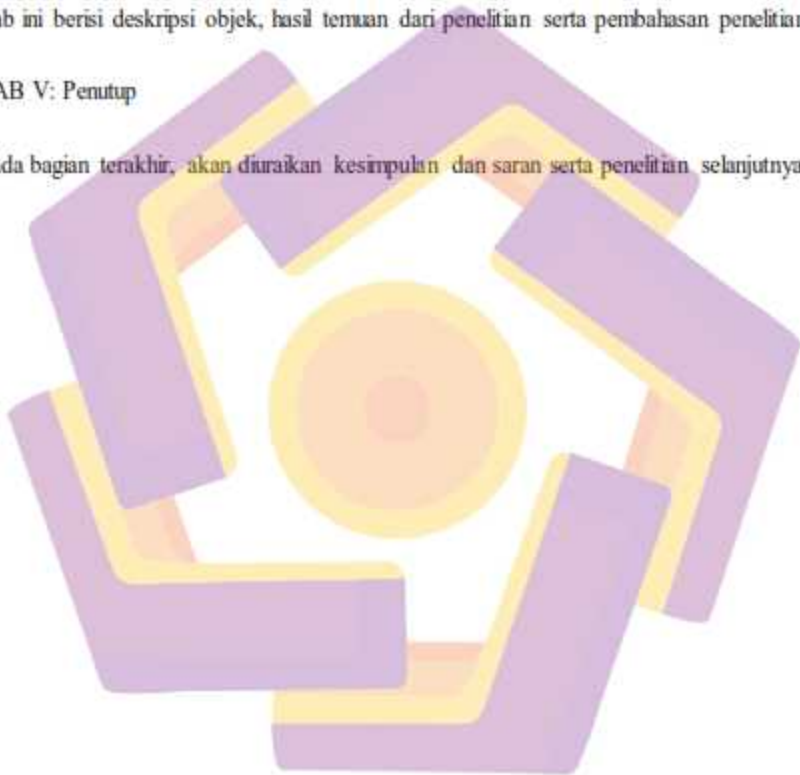 ab ini berisi deskripsi objek, hasil temuan dari penelitian serta pembahasan penelitian
AB V: Penutup
da bagian terakhir, akan diuraikan kesimpulan dan saran serta penelitian selanjutnya